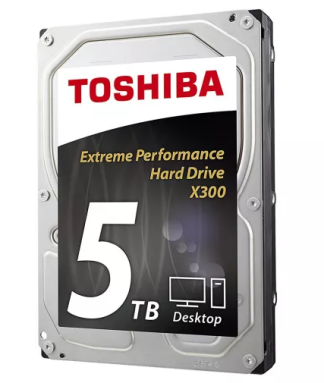 TOSHIBA
Extreme Performance
Hard Drive
X300
5 TB
Desktop